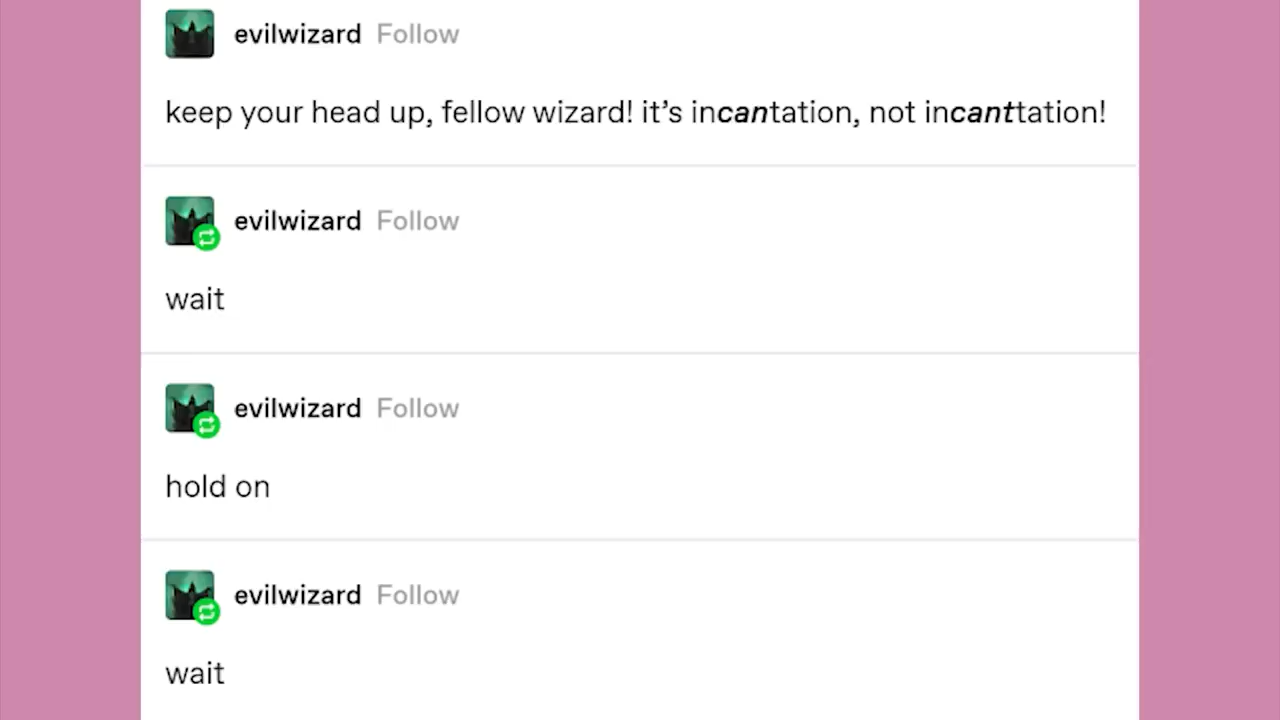 evilwizard Follow
keep your head up, fellow wizard! it's incantation, not incanttation!
evilwizard Follow
wait
evilwizard Follow
hold on
evilwizard Follow
wait